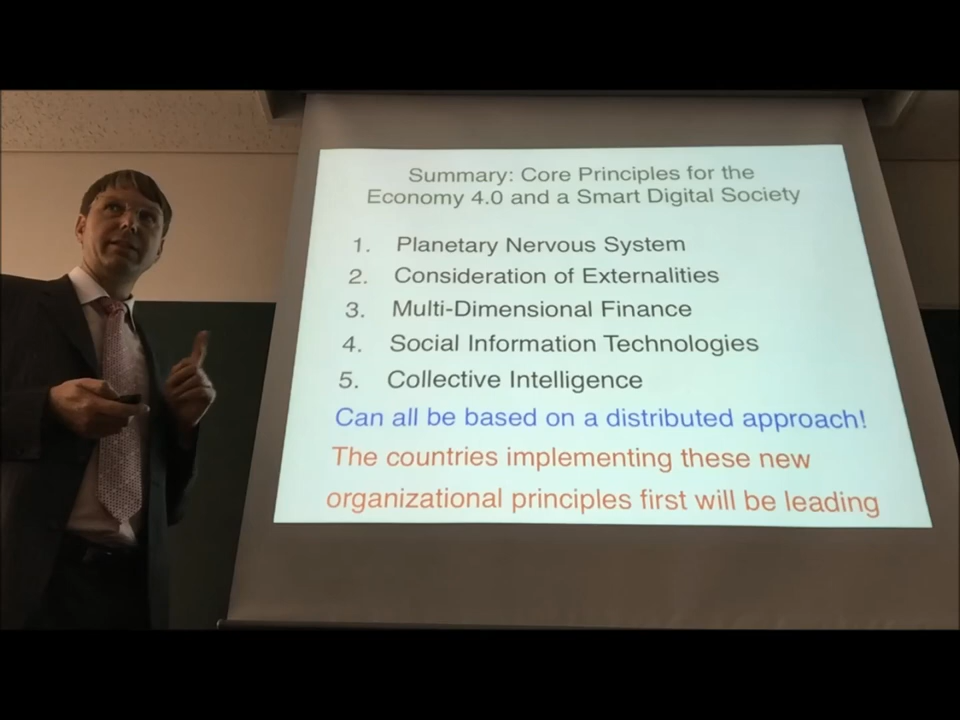 Summary: Core Principles for the
Economy 4.0 and a Smart Digital Society
1. Planetary Nervous System
2. Consideration of Externalities
3. Multi-Dimensional Finance
4. Social Information Technologies
5. Collective Intelligence
Can all be based on a distributed approach!
The countries implementing these new
organizational principles first will be leading